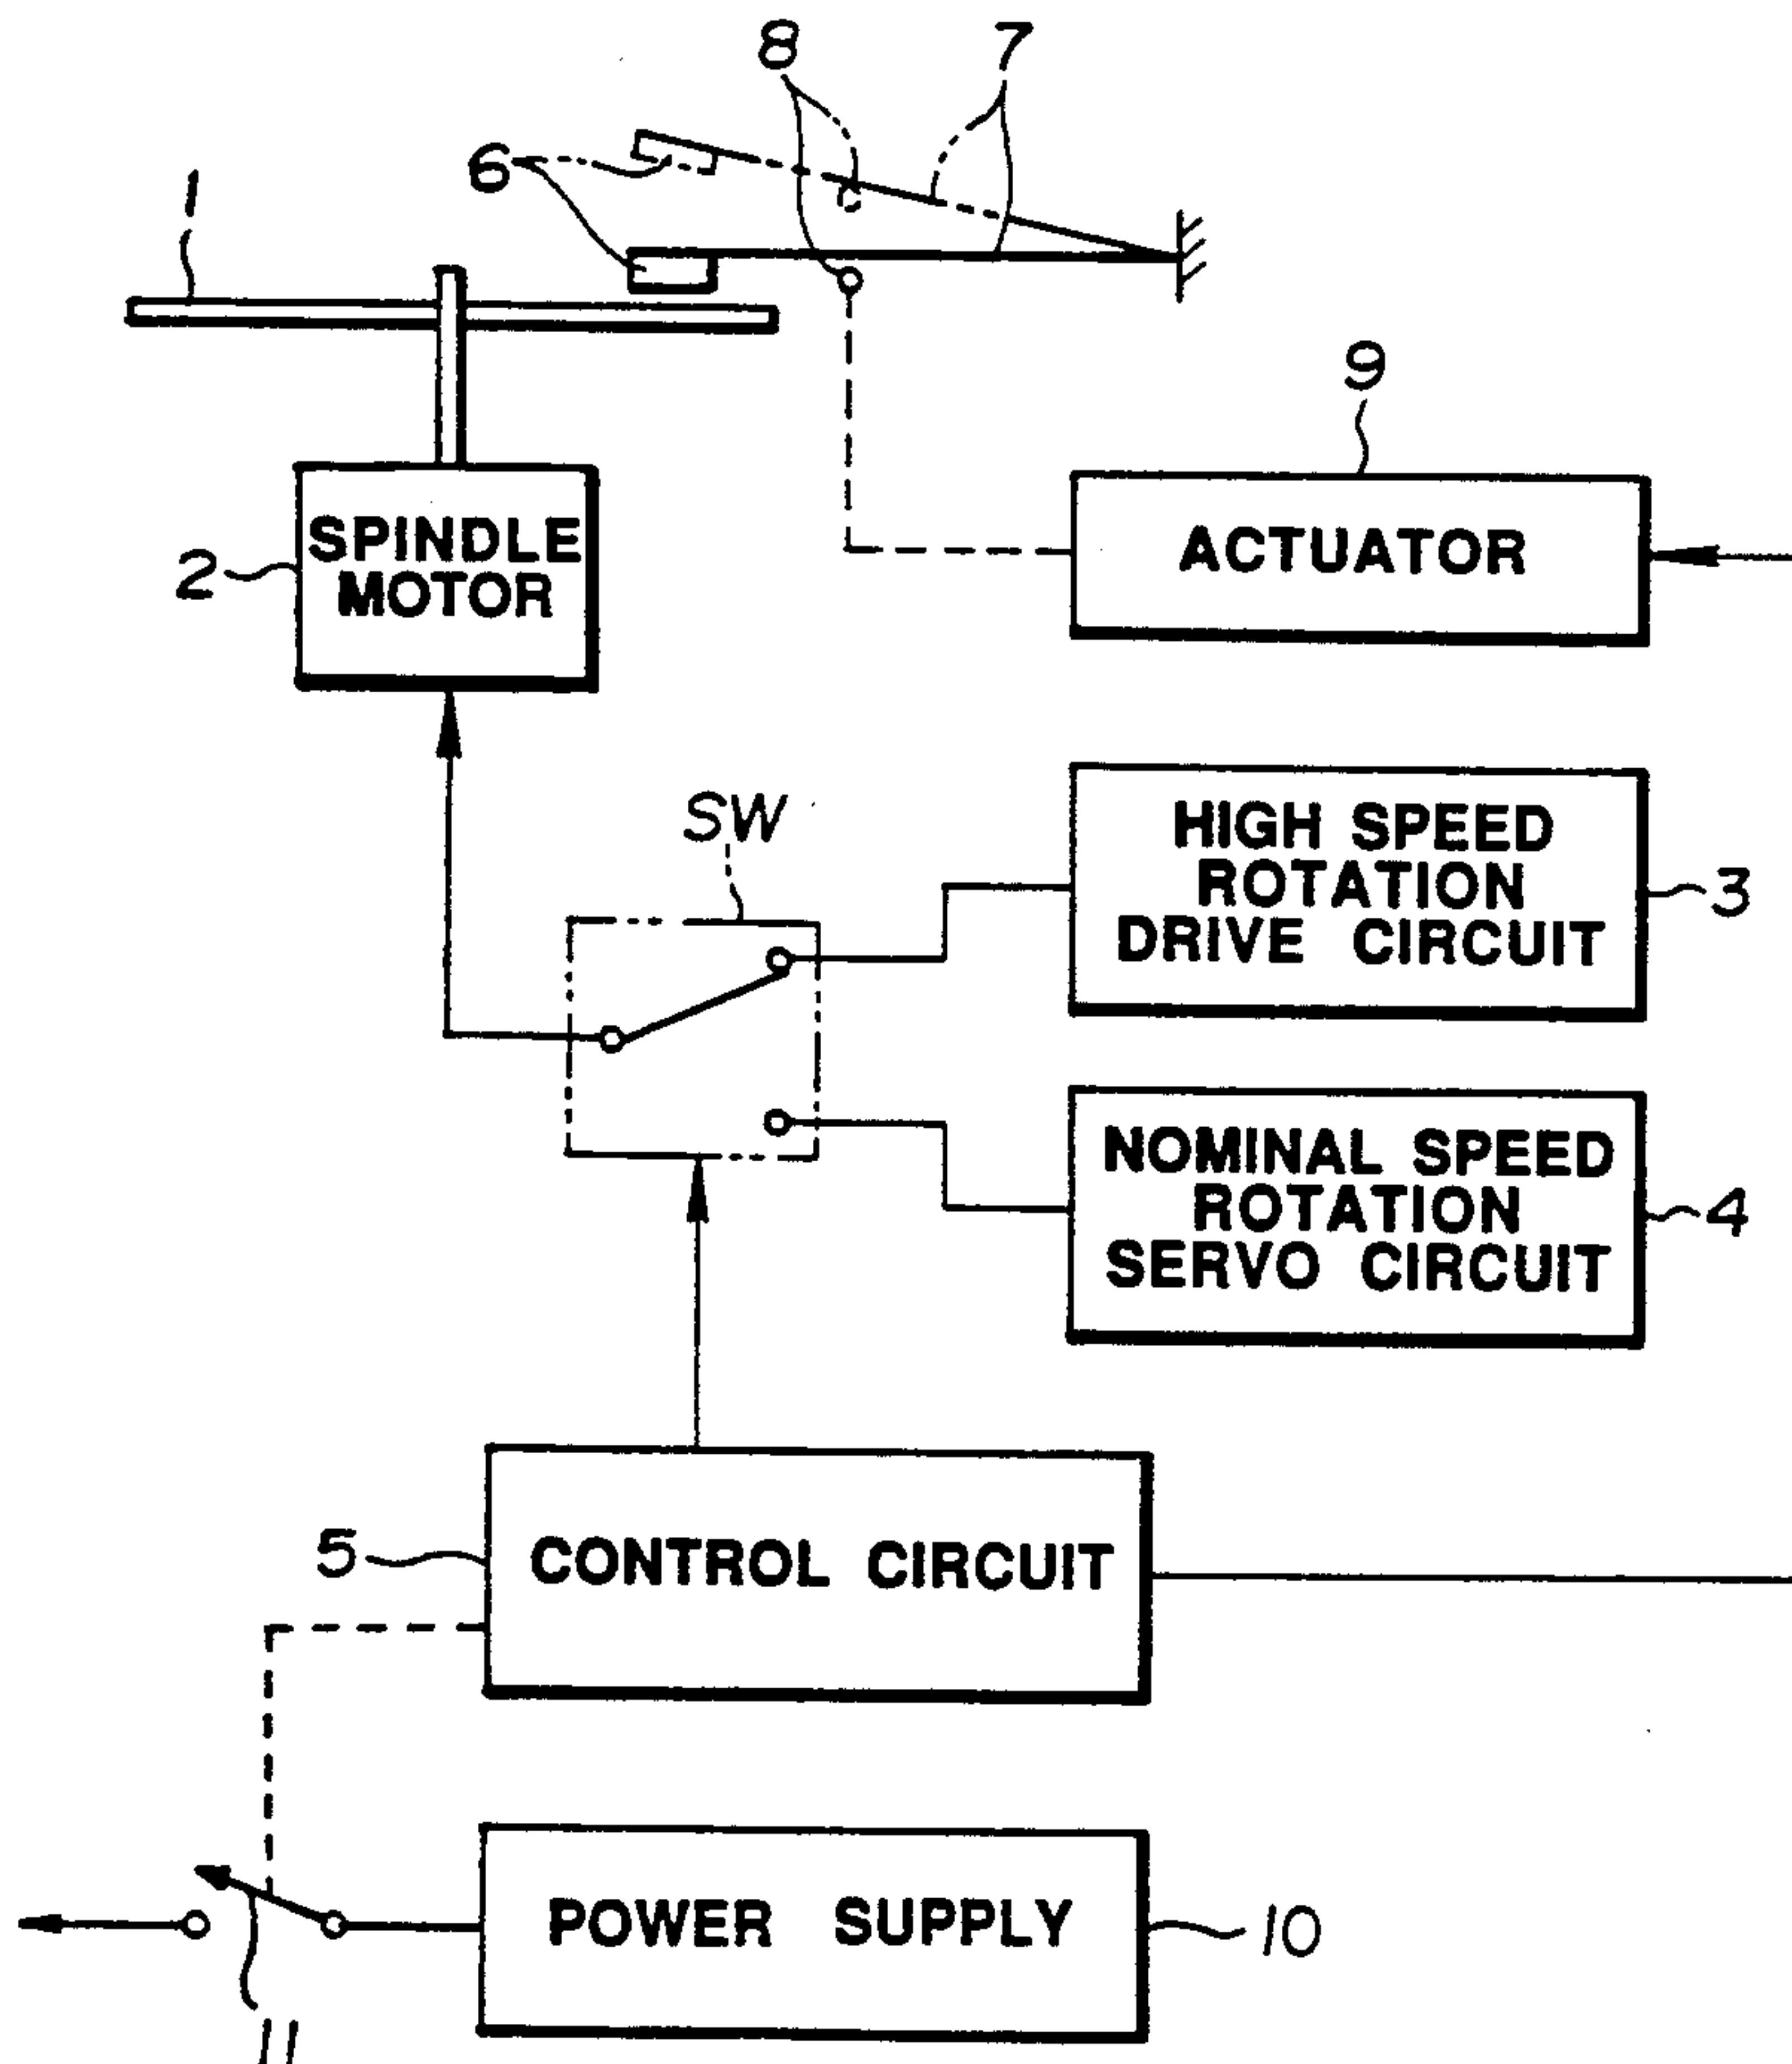 8
7
6
1
9
SPINDLE
MOTOR
2
ACTUATOR
SW
HIGH SPEED
ROTATION
DRIVE CIRCUIT
3
NOMINAL SPEED
ROTATION
SERVO CIRCUIT
4
5
CONTROL CIRCUIT
POWER SUPPLY
10
11